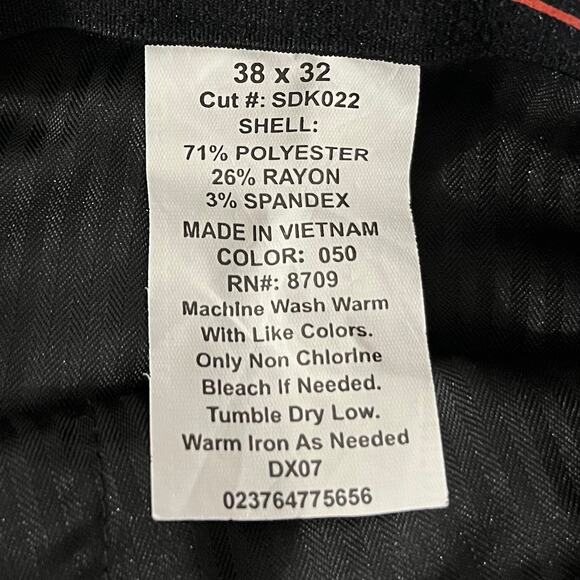 38 x 32
Cut #: SDK022
SHELL:
71% POLYESTER
26% RAYON
3% SPANDEX
MADE IN VIETNAM
COLOR: 050
RN#: 8709
Machine Wash Warm
With Like Colors.
Only Non Chlorine
Bleach If Needed.
Tumble Dry Low.
Warm Iron As Needed
DX07
023764775656